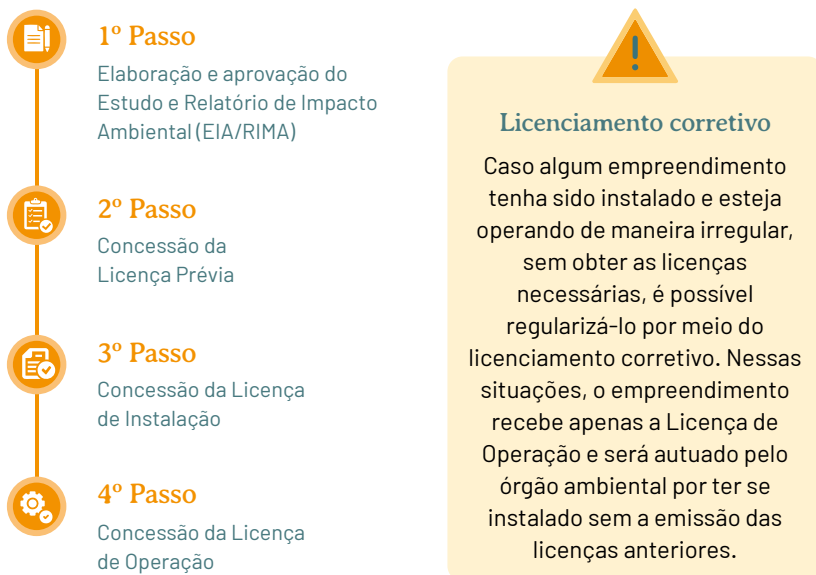 1º Passo
Elaboração e aprovação do
Estudo e Relatório de Impacto
Ambiental (EIA/RIMA)
2º Passo
Concessão da
Licença Prévia
3º Passo
Concessão da Licença
de Instalação
4º Passo
Concessão da Licença
de Operação
!
Licenciamento corretivo
Caso algum empreendimento
tenha sido instalado e esteja
operando de maneira irregular,
sem obter as licenças
necessárias, é possível
regularizá-lo por meio do
licenciamento corretivo. Nessas
situações, o empreendimento
recebe apenas a Licença de
Operação e será autuado pelo
órgão ambiental por ter se
instalado sem a emissão das
licenças anteriores.